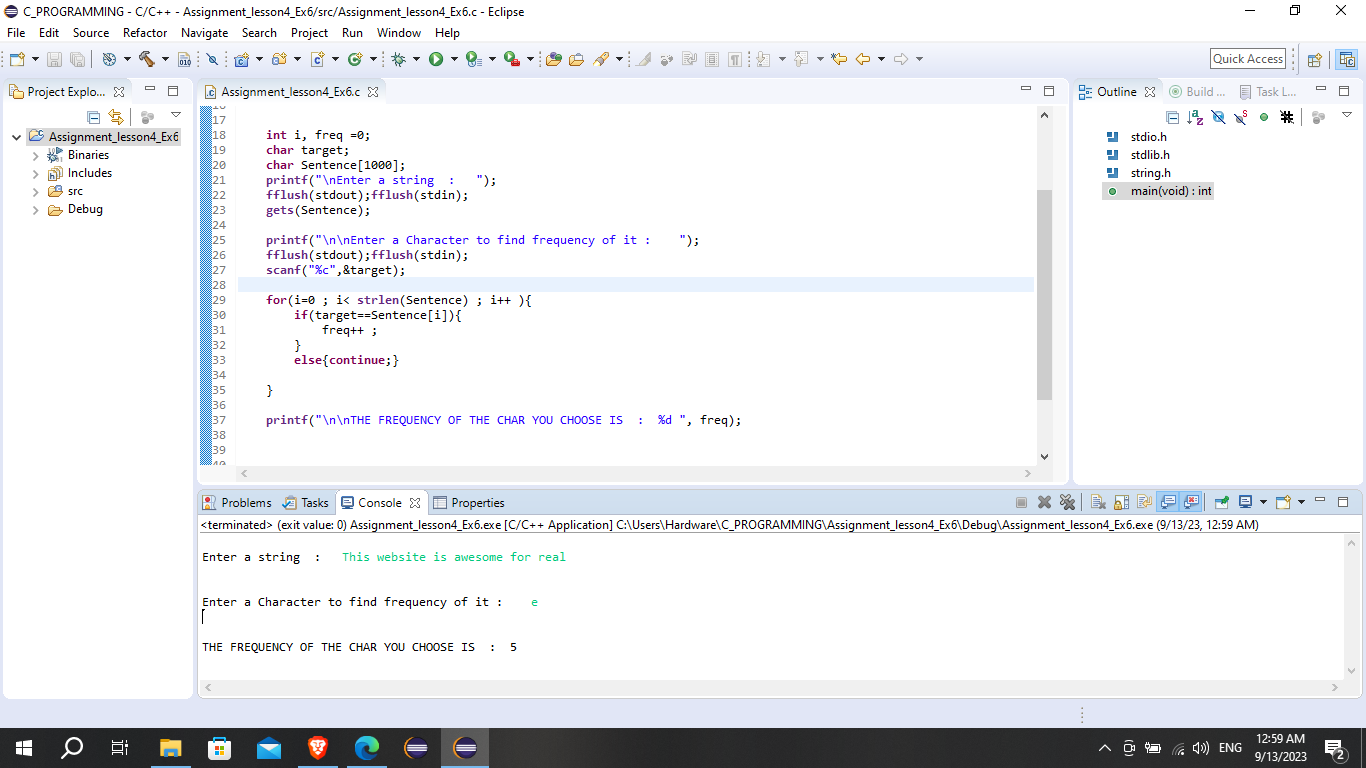 C_PROGRAMMING - C/C++ - Assignment_lesson4_Ex6/src/Assignment_lesson4_Ex6.c - Eclipse
File Edit Source Refactor Navigate Search Project Run Window Help
Quick Access
Project Explo...
Assignment_lesson4_Ex6
Binaries
Includes
src
Debug
Assignment_lesson4_Ex6.c
17
18 int i, freq =0;
19 char target;
20 char Sentence[1000];
21 printf("\nEnter a string  :   ");
22 fflush(stdout);fflush(stdin);
23 gets(Sentence);
24
25 printf("\n\nEnter a Character to find frequency of it :    ");
26 fflush(stdout);fflush(stdin);
27 scanf("%c",&target);
28
29 for(i=0 ; i< strlen(Sentence) ; i++ ){
30 if(target==Sentence[i]){
31 freq++ ;
32 }
33 else{continue;}
34
35 }
36
37 printf("\n\nTHE FREQUENCY OF THE CHAR YOU CHOOSE IS  :  %d ", freq);
38
39
Outline Build ... Task L...
stdio.h
stdlib.h
string.h
main(void) : int
Problems Tasks Console Properties
<terminated> (exit value: 0) Assignment_lesson4_Ex6.exe [C/C++ Application] C:\Users\Hardware\C_PROGRAMMING\Assignment_lesson4_Ex6\Debug\Assignment_lesson4_Ex6.exe (9/13/23, 12:59 AM)
Enter a string  :   This website is awesome for real
Enter a Character to find frequency of it :    e
THE FREQUENCY OF THE CHAR YOU CHOOSE IS  :  5
ENG
12:59 AM
9/13/2023
2